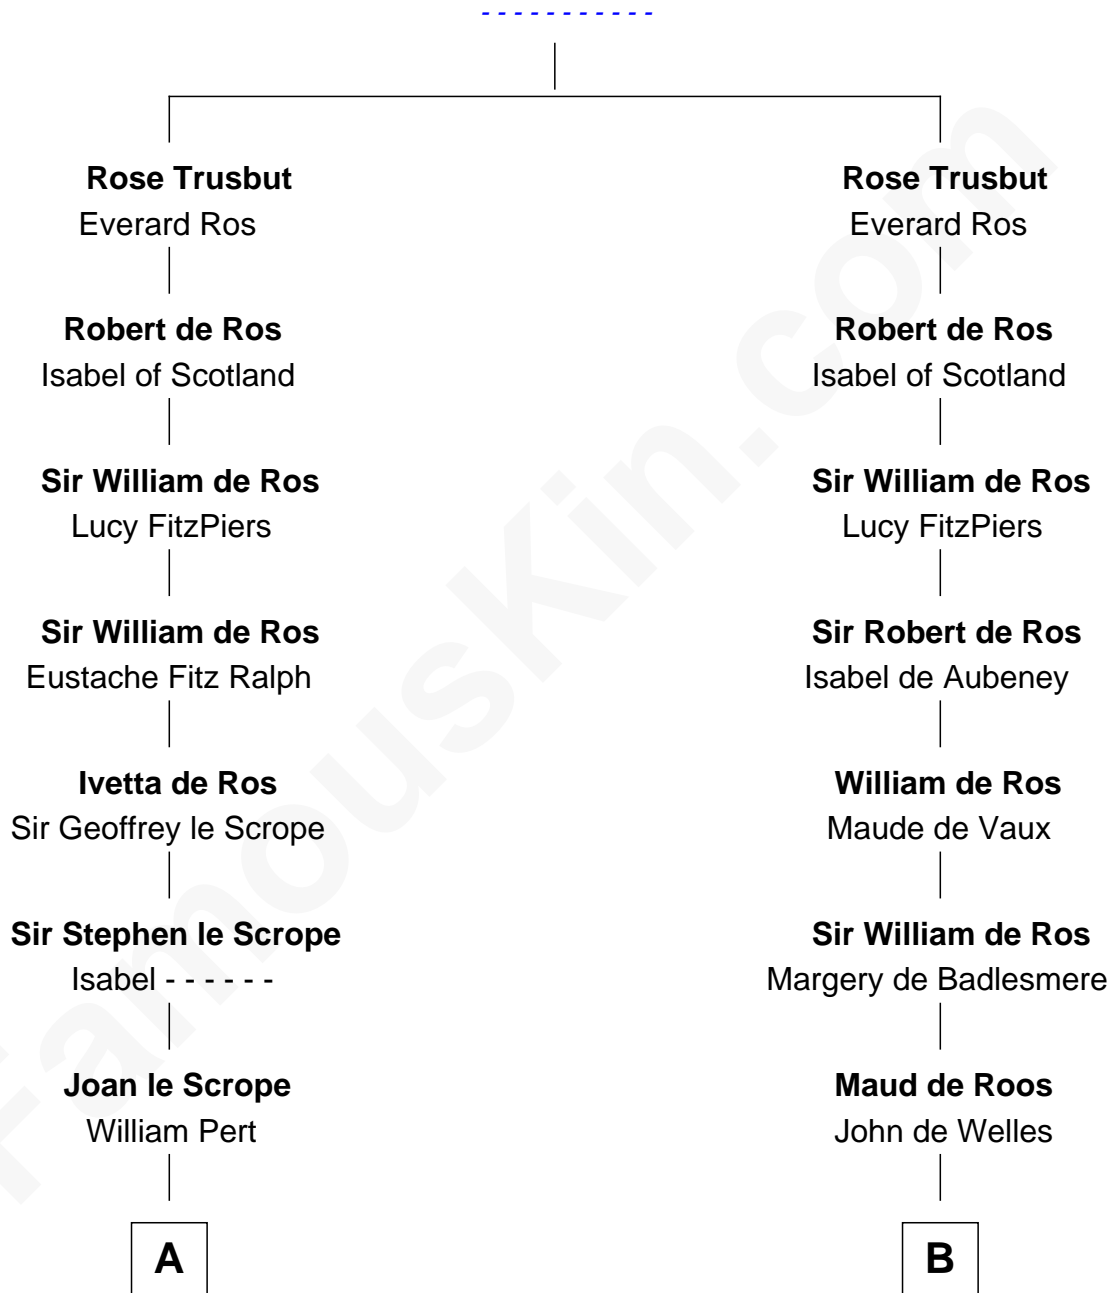 - - - - - - - - - - -
Rose Trusbut
Everard Ros
Robert de Ros
Isabel of Scotland
Sir William de Ros
Lucy FitzPiers
Sir William de Ros
Eustache Fitz Ralph
Ivetta de Ros
Sir Geoffrey le Scrope
Sir Stephen le Scrope
Isabel - - - - - -
Joan le Scrope
William Pert
A
Rose Trusbut
Everard Ros
Robert de Ros
Isabel of Scotland
Sir William de Ros
Lucy FitzPiers
Sir Robert de Ros
Isabel de Aubeney
William de Ros
Maude de Vaux
Sir William de Ros
Margery de Badlesmere
Maud de Roos
John de Welles
B
FamousKin.com